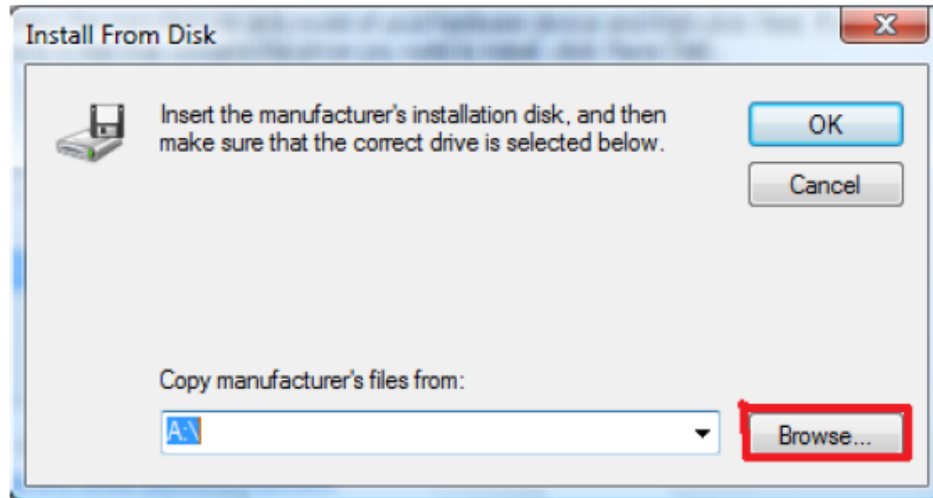 Install From Disk
Insert the manufacturer's installation disk, and then
make sure that the correct drive is selected below.
OK
Cancel
Copy manufacturer's files from:
A:\
Browse...